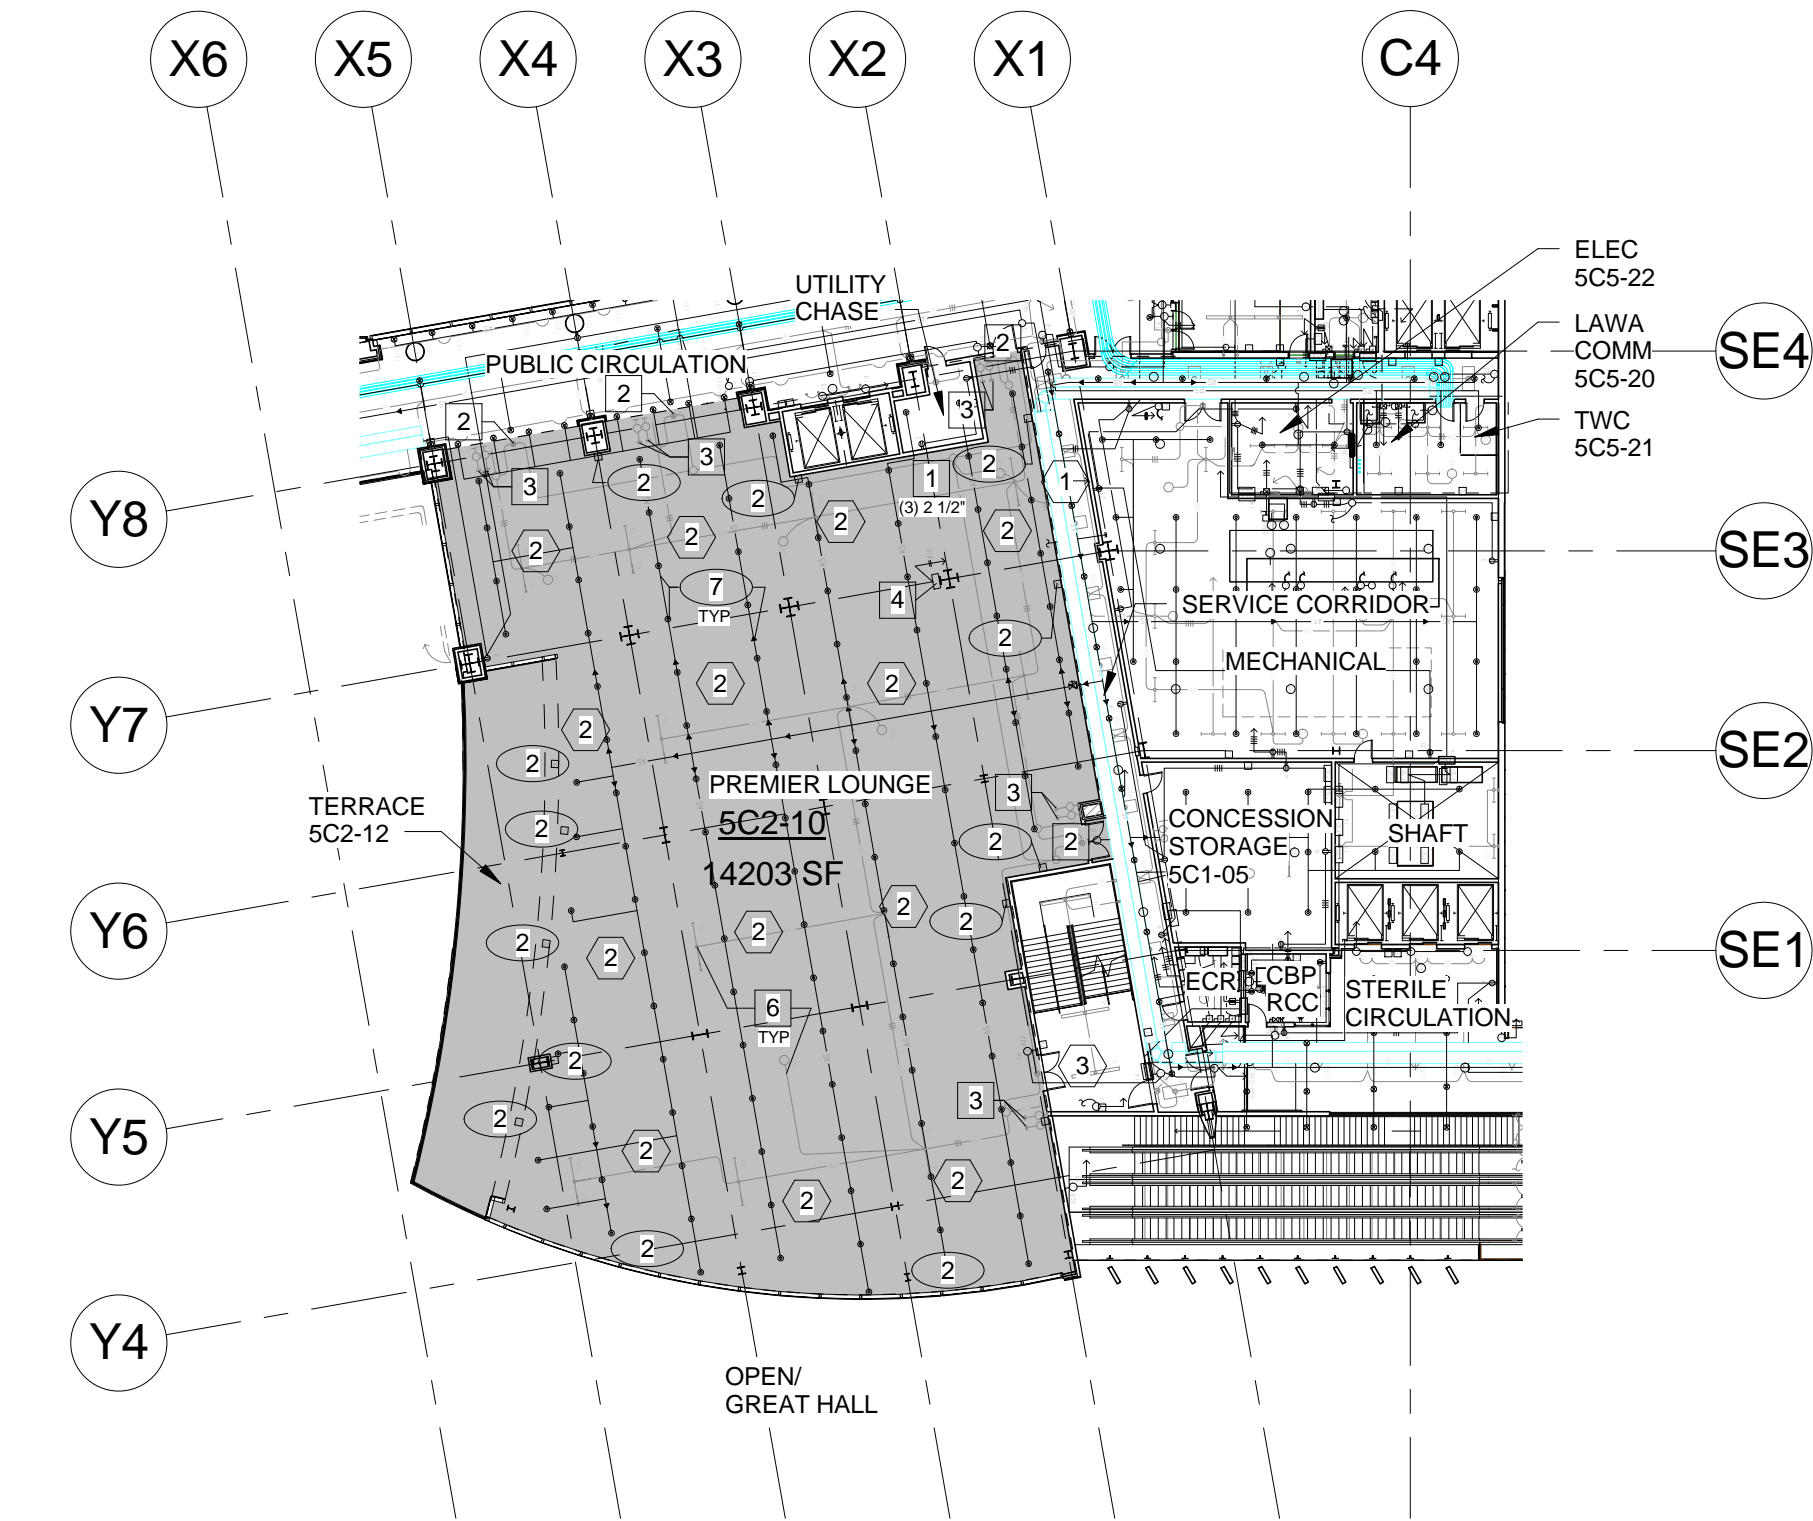 X6
X5
X4
X3
X2
X1
C4
ELEC
5C5-22
UTILITY
CHASE
LAWA
COMM
5C5-20
SE4
PUBLIC CIRCULATION
2
2
2
3
TWC
5C5-21
2
3
3
2
2
1
(3) 2 1/2"
2
1
Y8
2
2
2
2
SE3
7
TYP
4
2
SERVICE CORRIDOR
MECHANICAL
2
2
Y7
2
SE2
2
PREMIER LOUNGE
5C2-10
14203 SF
3
TERRACE
5C2-12
2
2
2
CONCESSION
STORAGE
5C1-05
SHAFT
Y6
2
2
2
2
2
SE1
ECR
CBP
RCC
STERILE
CIRCULATION
6
TYP
2
3
3
2
Y5
2
2
2
2
2
Y4
OPEN/
GREAT HALL